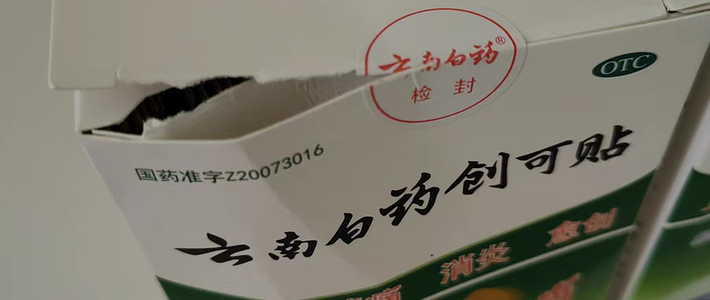 云南白药®
检封
OTC
国药准字Z20073016
云南白药创可贴
消炎 愈创